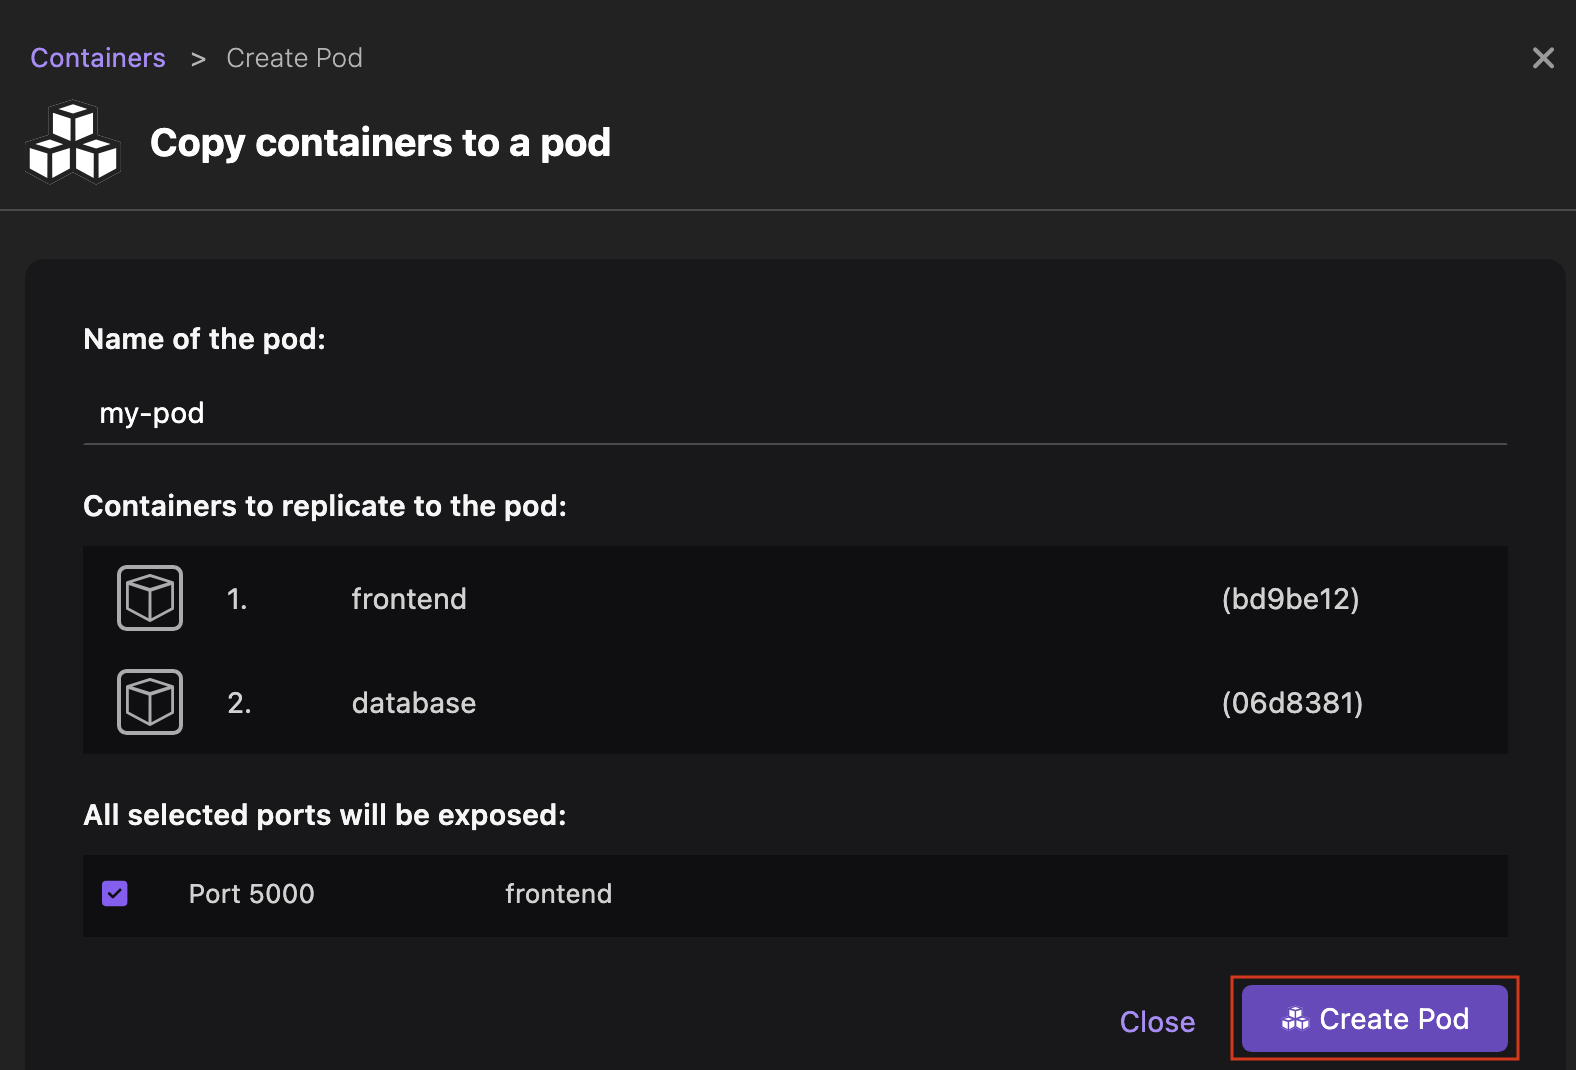 Containers > Create Pod
Copy containers to a pod
Name of the pod:
my-pod
Containers to replicate to the pod:
1. frontend (bd9be12)
2. database (06d8381)
All selected ports will be exposed:
Port 5000 frontend
Close Create Pod